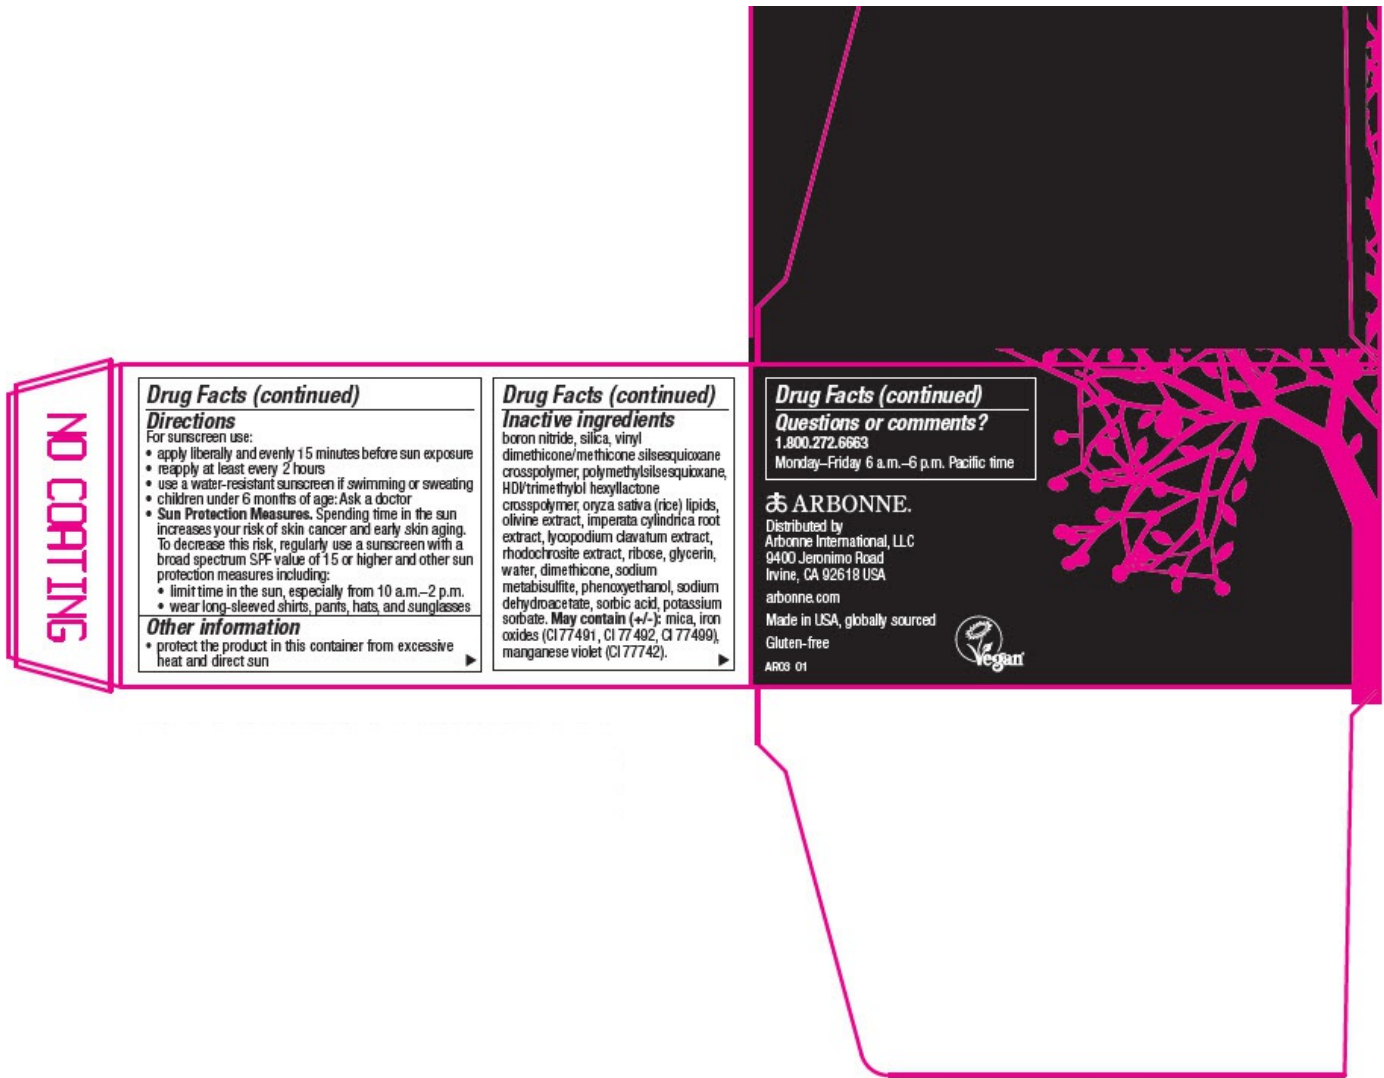 NO COATING
Drug Facts (continued)
Directions
For sunscreen use:
• apply liberally and evenly 15 minutes before sun exposure
• reapply at least every 2 hours
• use a water-resistant sunscreen if swimming or sweating
• children under 6 months of age: Ask a doctor
• Sun Protection Measures. Spending time in the sun
increases your risk of skin cancer and early skin aging.
To decrease this risk, regularly use a sunscreen with a
broad spectrum SPF value of 15 or higher and other sun
protection measures including:
• limit time in the sun, especially from 10 a.m.–2 p.m.
• wear long-sleeved shirts, pants, hats, and sunglasses
Other information
• protect the product in this container from excessive
heat and direct sun
Drug Facts (continued)
Inactive ingredients
boron nitride, silica, vinyl
dimethicone/methicone silsesquioxane
crosspolymer, polymethylsilsesquioxane,
HDI/trimethylol hexyllactone
crosspolymer, oryza sativa (rice) lipids,
olivine extract, imperata cylindrica root
extract, lycopodium clavatum extract,
rhodochrosite extract, ribose, glycerin,
water, dimethicone, sodium
metabisulfite, phenoxyethanol, sodium
dehydroacetate, sorbic acid, potassium
sorbate. May contain (+/-): mica, iron
oxides (CI 77491, CI 77492, CI 77499),
manganese violet (CI 77742).
Drug Facts (continued)
Questions or comments?
1.800.272.6663
Monday–Friday 6 a.m.–6 p.m. Pacific time
ARBONNE.
Distributed by
Arbonne International, LLC
9400 Jeronimo Road
Irvine, CA 92618 USA
arbonne.com
Made in USA, globally sourced
Gluten-free
AR03 01
Vegan